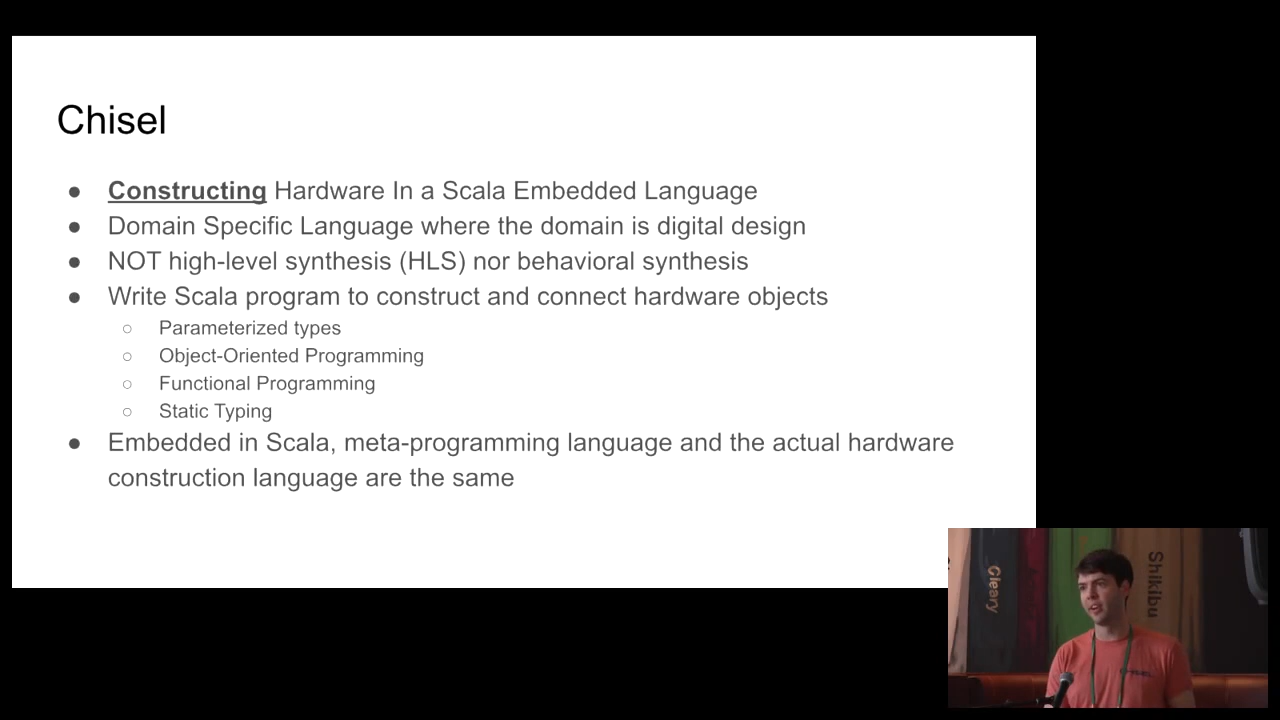 Chisel
● Constructing Hardware In a Scala Embedded Language
● Domain Specific Language where the domain is digital design
● NOT high-level synthesis (HLS) nor behavioral synthesis
● Write Scala program to construct and connect hardware objects
○ Parameterized types
○ Object-Oriented Programming
○ Functional Programming
○ Static Typing
● Embedded in Scala, meta-programming language and the actual hardware
construction language are the same
Cleary
Shikibu